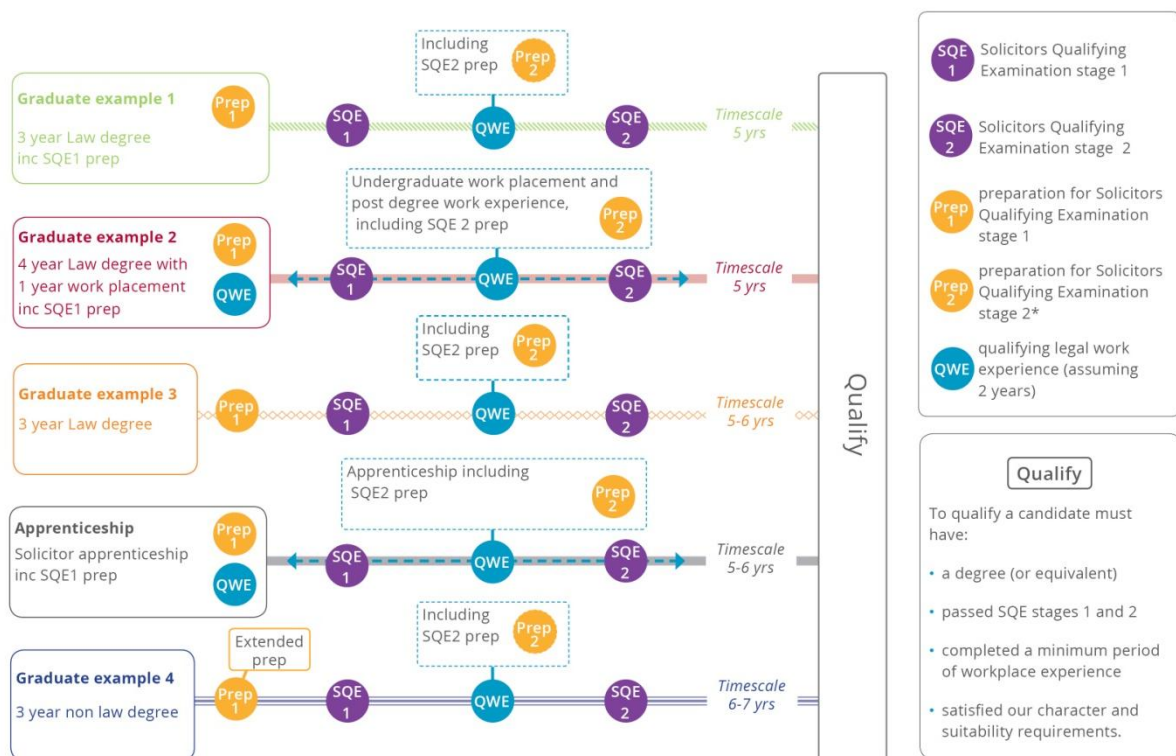 Including
SQE2 prep
Prep
2
Graduate example 1
3 year Law degree
inc SQE1 prep
Prep
1
SQE
1
QWE
SQE
2
Timescale
5 yrs
Undergraduate work placement and
post degree work experience,
including SQE 2 prep
Prep
2
Graduate example 2
4 year Law degree with
1 year work placement
inc SQE1 prep
Prep
1
QWE
SQE
1
QWE
SQE
2
Timescale
5 yrs
Including
SQE2 prep
Prep
2
Graduate example 3
3 year Law degree
Prep
1
SQE
1
QWE
SQE
2
Timescale
5-6 yrs
Apprenticeship including
SQE2 prep
Prep
2
Apprenticeship
Solicitor apprenticeship
inc SQE1 prep
Prep
1
QWE
SQE
1
QWE
SQE
2
Timescale
5-6 yrs
Including
SQE2 prep
Prep
2
Extended
prep
Graduate example 4
3 year non law degree
Prep
1
SQE
1
QWE
SQE
2
Timescale
6-7 yrs
Qualify
SQE
1
Solicitors Qualifying
Examination stage 1
SQE
2
Solicitors Qualifying
Examination stage 2
Prep
1
preparation for Solicitors
Qualifying Examination
stage 1
Prep
2
preparation for Solicitors
Qualifying Examination
stage 2*
QWE
qualifying legal work
experience (assuming
2 years)
Qualify
To qualify a candidate must
have:
• a degree (or equivalent)
• passed SQE stages 1 and 2
• completed a minimum period
of workplace experience
• satisfied our character and
suitability requirements.